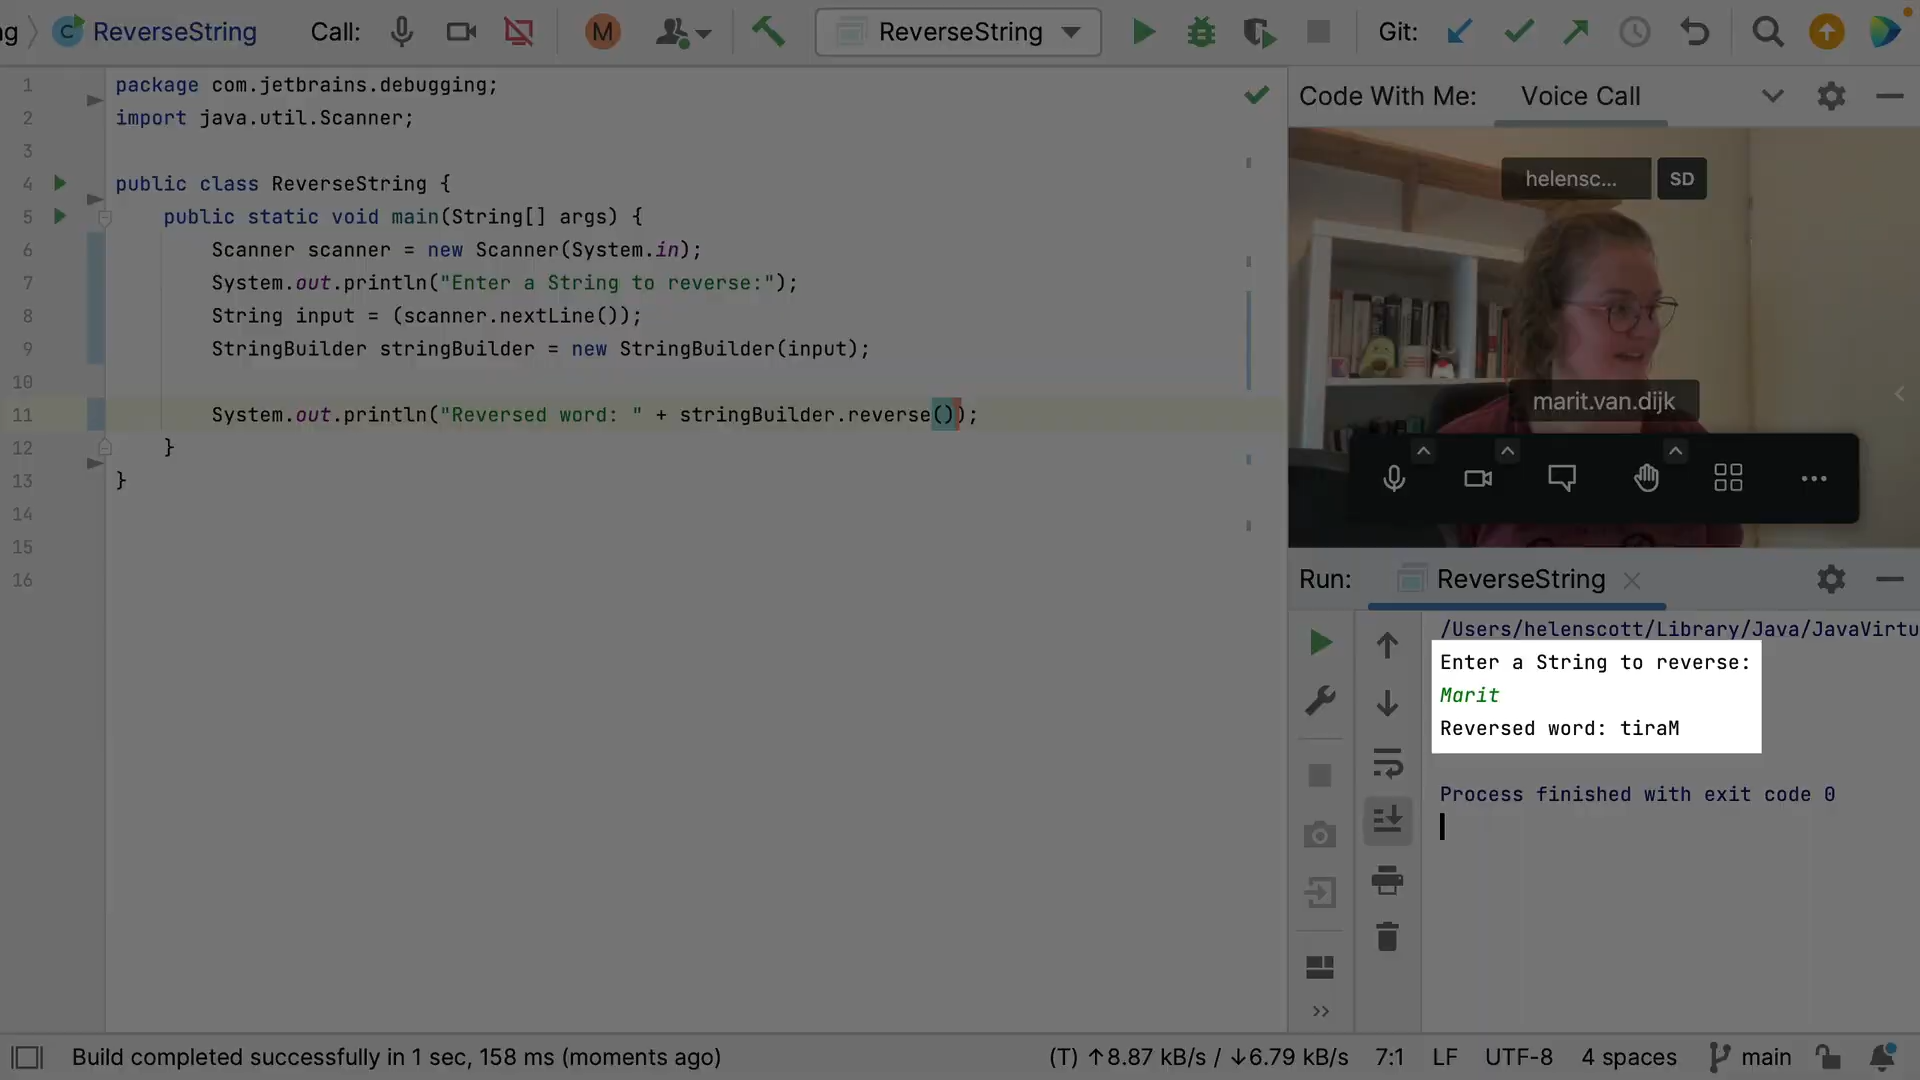 ng ReverseString Call: M ReverseString Git:
1 package com.jetbrains.debugging;
2 import java.util.Scanner;
3
4 public class ReverseString {
5 public static void main(String[] args) {
6 Scanner scanner = new Scanner(System.in);
7 System.out.println("Enter a String to reverse:");
8 String input = (scanner.nextLine());
9 StringBuilder stringBuilder = new StringBuilder(input);
10
11 System.out.println("Reversed word: " + stringBuilder.reverse());
12 }
13 }
14
15
16
Code With Me: Voice Call
helensc... SD
marit.van.dijk
Run: ReverseString
/Users/helenscott/Library/Java/JavaVirtu
Enter a String to reverse:
Marit
Reversed word: tiraM
Process finished with exit code 0
Build completed successfully in 1 sec, 158 ms (moments ago) (T) ↑8.87 kB/s / ↓6.79 kB/s 7:1 LF UTF-8 4 spaces main